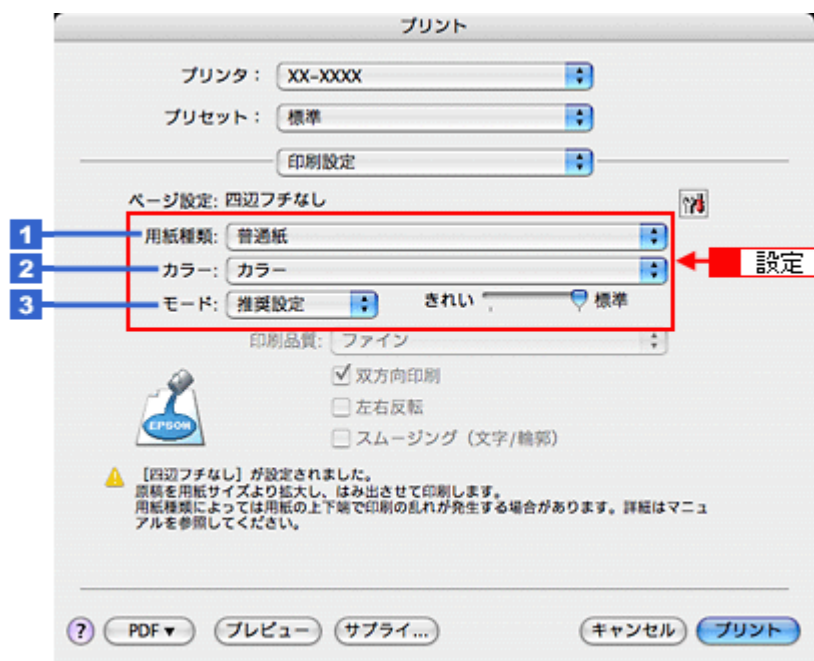 プリント
プリンタ： XX-XXXX
プリセット： 標準
印刷設定
ページ設定: 四辺フチなし
1 用紙種類: 普通紙
設定
2 カラー: カラー
3 モード: 推奨設定 きれい 標準
印刷品質: ファイン
双方向印刷
左右反転
スムージング（文字/輪郭）
EPSON
［四辺フチなし］が設定されました。
原稿を用紙サイズより拡大し、はみ出させて印刷します。
用紙種類によっては用紙の上下端で印刷の乱れが発生する場合があります。詳細はマニュ
アルを参照してください。
? PDF▼ プレビュー サプライ... キャンセル プリント